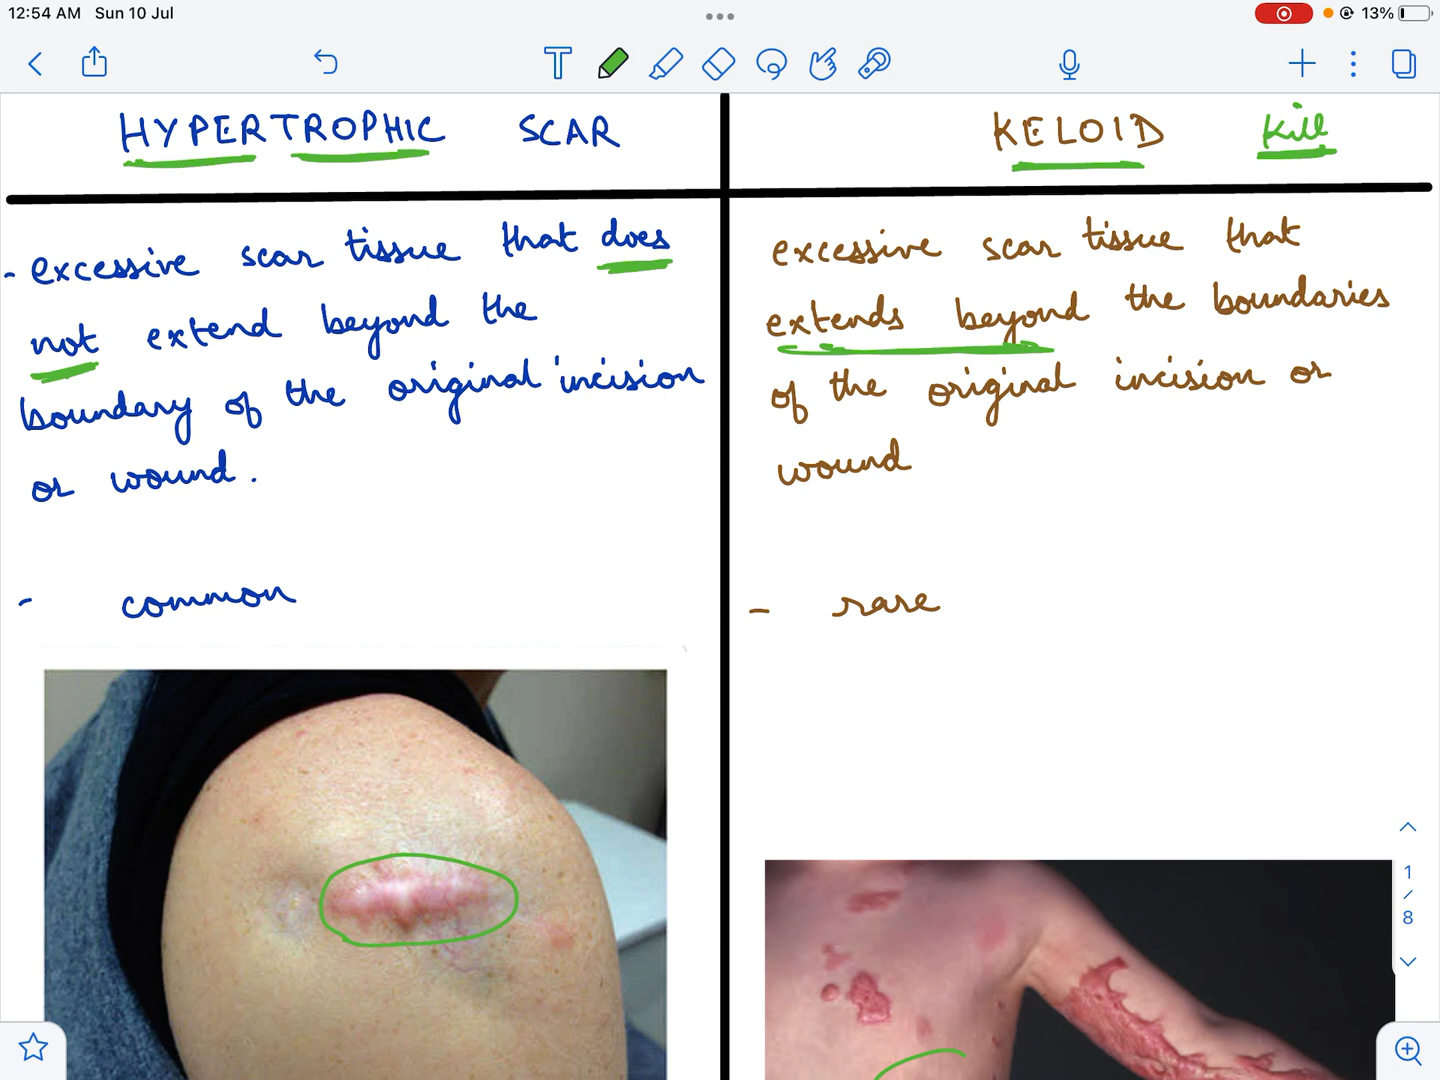 12:54 AM Sun 10 Jul
13%
T
HYPERTROPHIC SCAR
- excessive scar tissue that does
not extend beyond the
boundary of the original incision
or wound.
- common
KELOID Kill
excessive scar tissue that
extends beyond the boundaries
of the original incision or
wound
- rare
1
/
8